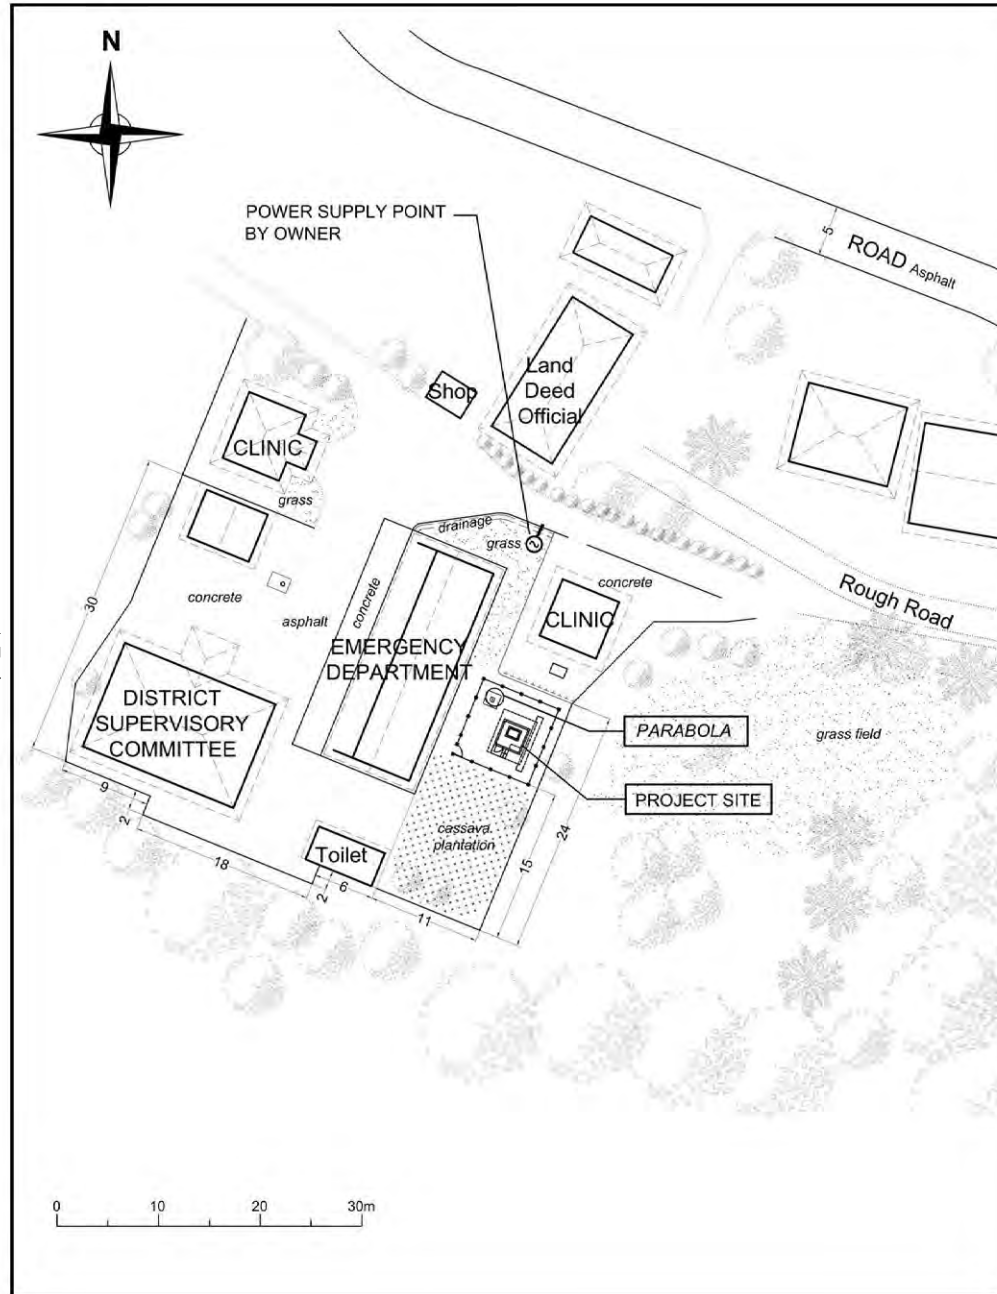 N
POWER SUPPLY POINT
BY OWNER
5
ROAD Asphalt
Land
Deed
Official
Shop
CLINIC
grass
drainage
grass
concrete
concrete
concrete
asphalt
CLINIC
Rough Road
EMERGENCY
DEPARTMENT
30
DISTRICT
SUPERVISORY
COMMITTEE
PARABOLA
grass field
PROJECT SITE
9
2
18
cassava
plantation
24
15
Toilet
6
2
11
0 10 20 30m